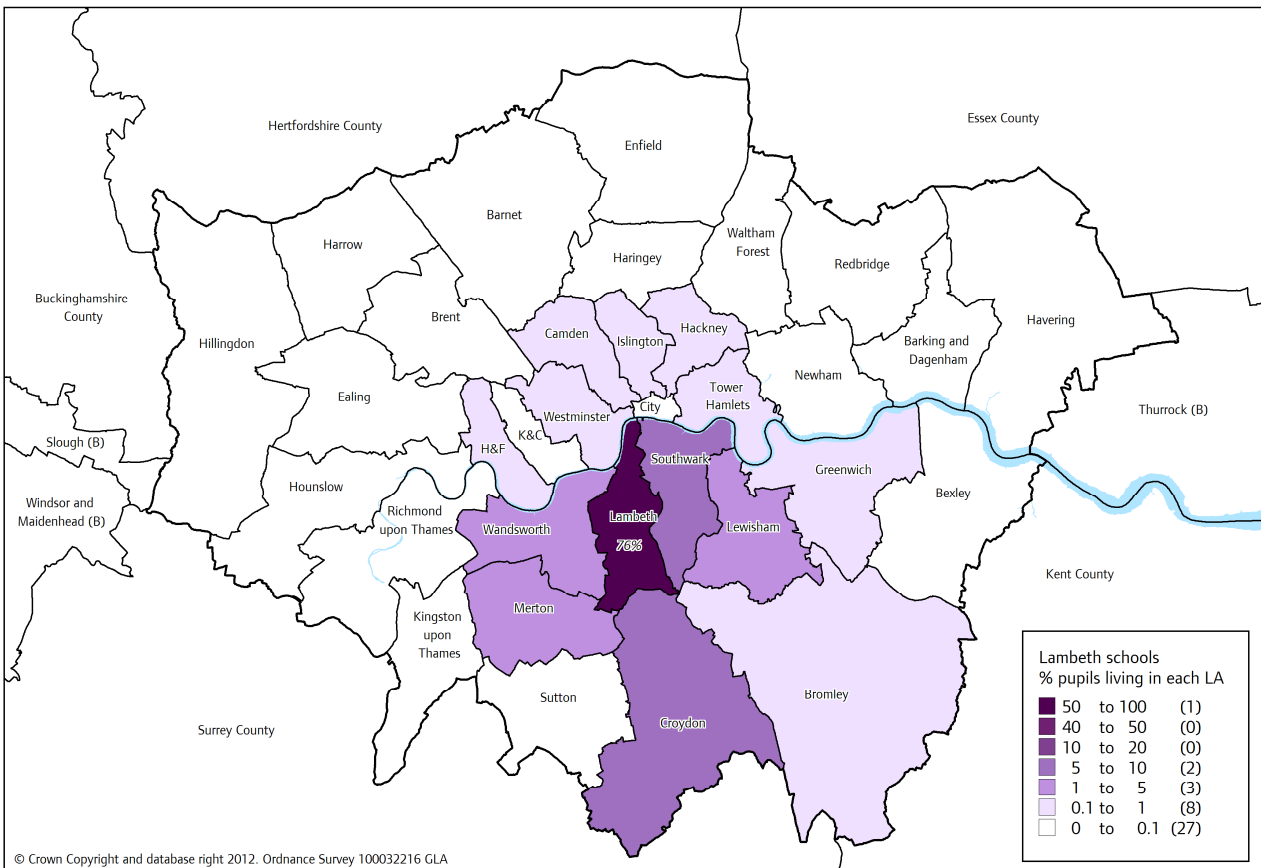 Hertfordshire County
Essex County
Enfield
Barnet
Harrow
Waltham
Forest
Haringey
Redbridge
Buckinghamshire
County
Brent
Hillingdon
Camden
Islington
Hackney
Havering
Barking and
Dagenham
Newham
Ealing
Tower
Hamlets
Westminster
City
Thurrock (B)
Slough (B)
K&C
H&F
Southwark
Greenwich
Hounslow
Bexley
Windsor and
Maidenhead (B)
Richmond
upon Thames
Wandsworth
Lambeth
76%
Lewisham
Kent County
Merton
Kingston
upon
Thames
Sutton
Bromley
Croydon
Surrey County
Lambeth schools
% pupils living in each LA
50 to 100 (1)
40 to 50 (0)
10 to 20 (0)
5 to 10 (2)
1 to 5 (3)
0.1 to 1 (8)
0 to 0.1 (27)
© Crown Copyright and database right 2012. Ordnance Survey 100032216 GLA